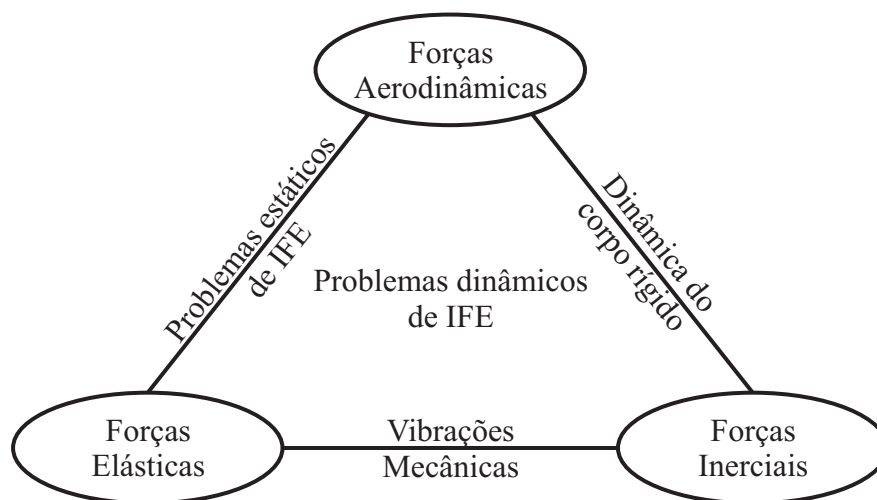 Forças
Aerodinâmicas
Problemas estáticos
de IFE
Dinâmica do
corpo rígido
Problemas dinâmicos
de IFE
Forças
Elásticas
Vibrações
Mecânicas
Forças
Inerciais